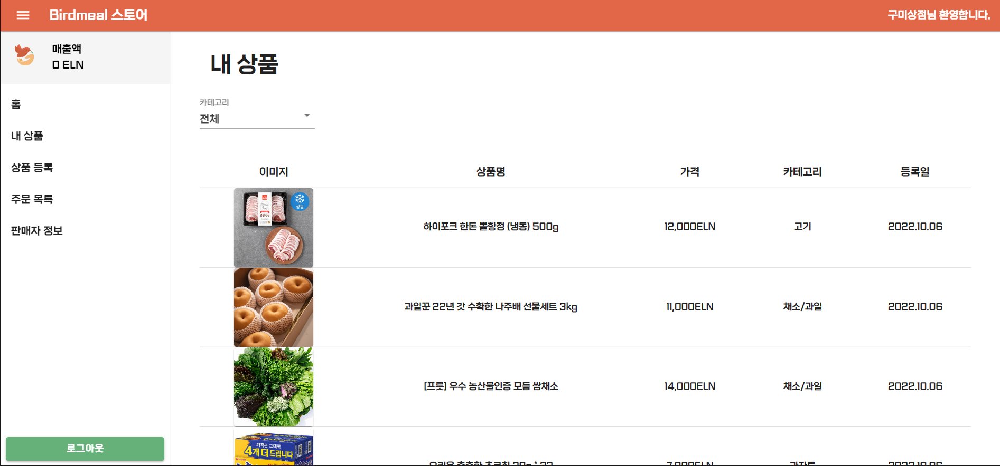 Birdmeal 스토어
구미상점님 환영합니다.
매출액
0 ELN
홈
내 상품
상품 등록
주문 목록
판매자 정보
로그아웃
내 상품
카테고리
전체
이미지 상품명 가격 카테고리 등록일
냉동
하이포크 한돈 뽈항정 (냉동) 500g 12,000ELN 고기 2022.10.06
과일꾼 22년 갓 수확한 나주배 선물세트 3kg 11,000ELN 채소/과일 2022.10.06
[프룻] 우수 농산물인증 모듬 쌈채소 14,000ELN 채소/과일 2022.10.06
가격은 그대로
4개 더 드립니다
7,000ELN 2022.10.06